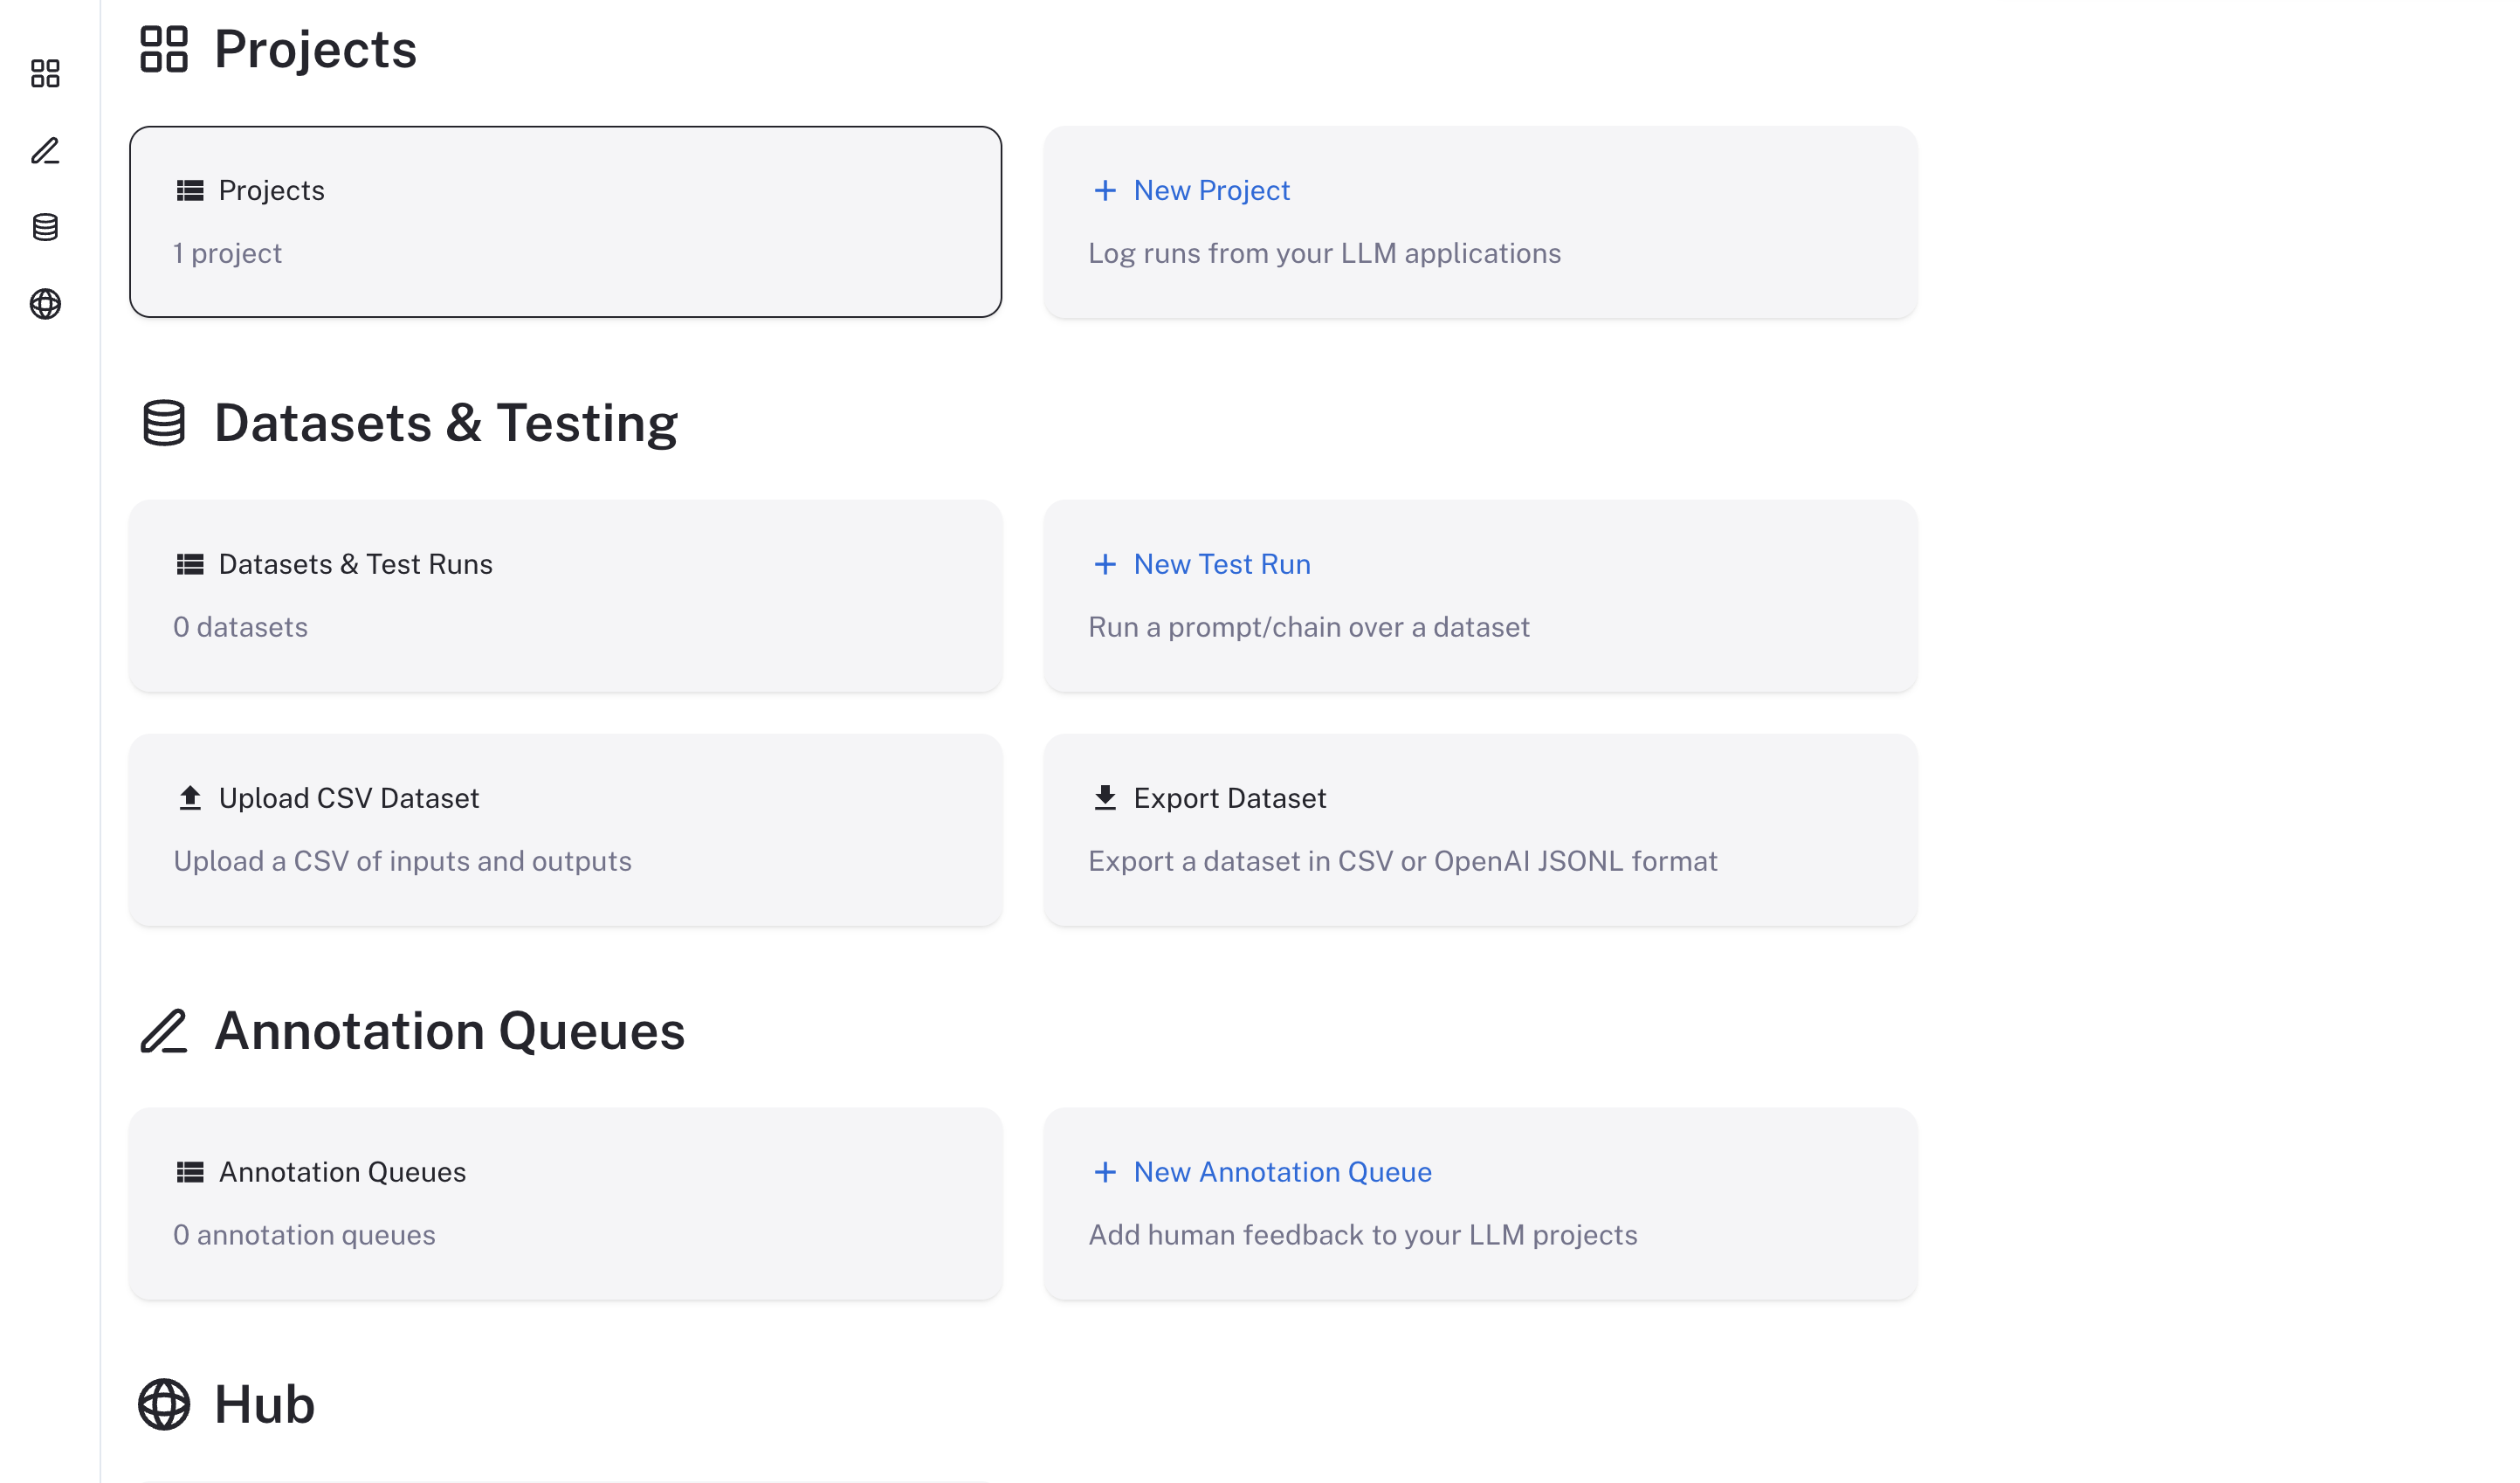 Projects
Projects
1 project
New Project
Log runs from your LLM applications
Datasets & Testing
Datasets & Test Runs
0 datasets
New Test Run
Run a prompt/chain over a dataset
Upload CSV Dataset
Upload a CSV of inputs and outputs
Export Dataset
Export a dataset in CSV or OpenAI JSONL format
Annotation Queues
Annotation Queues
0 annotation queues
New Annotation Queue
Add human feedback to your LLM projects
Hub